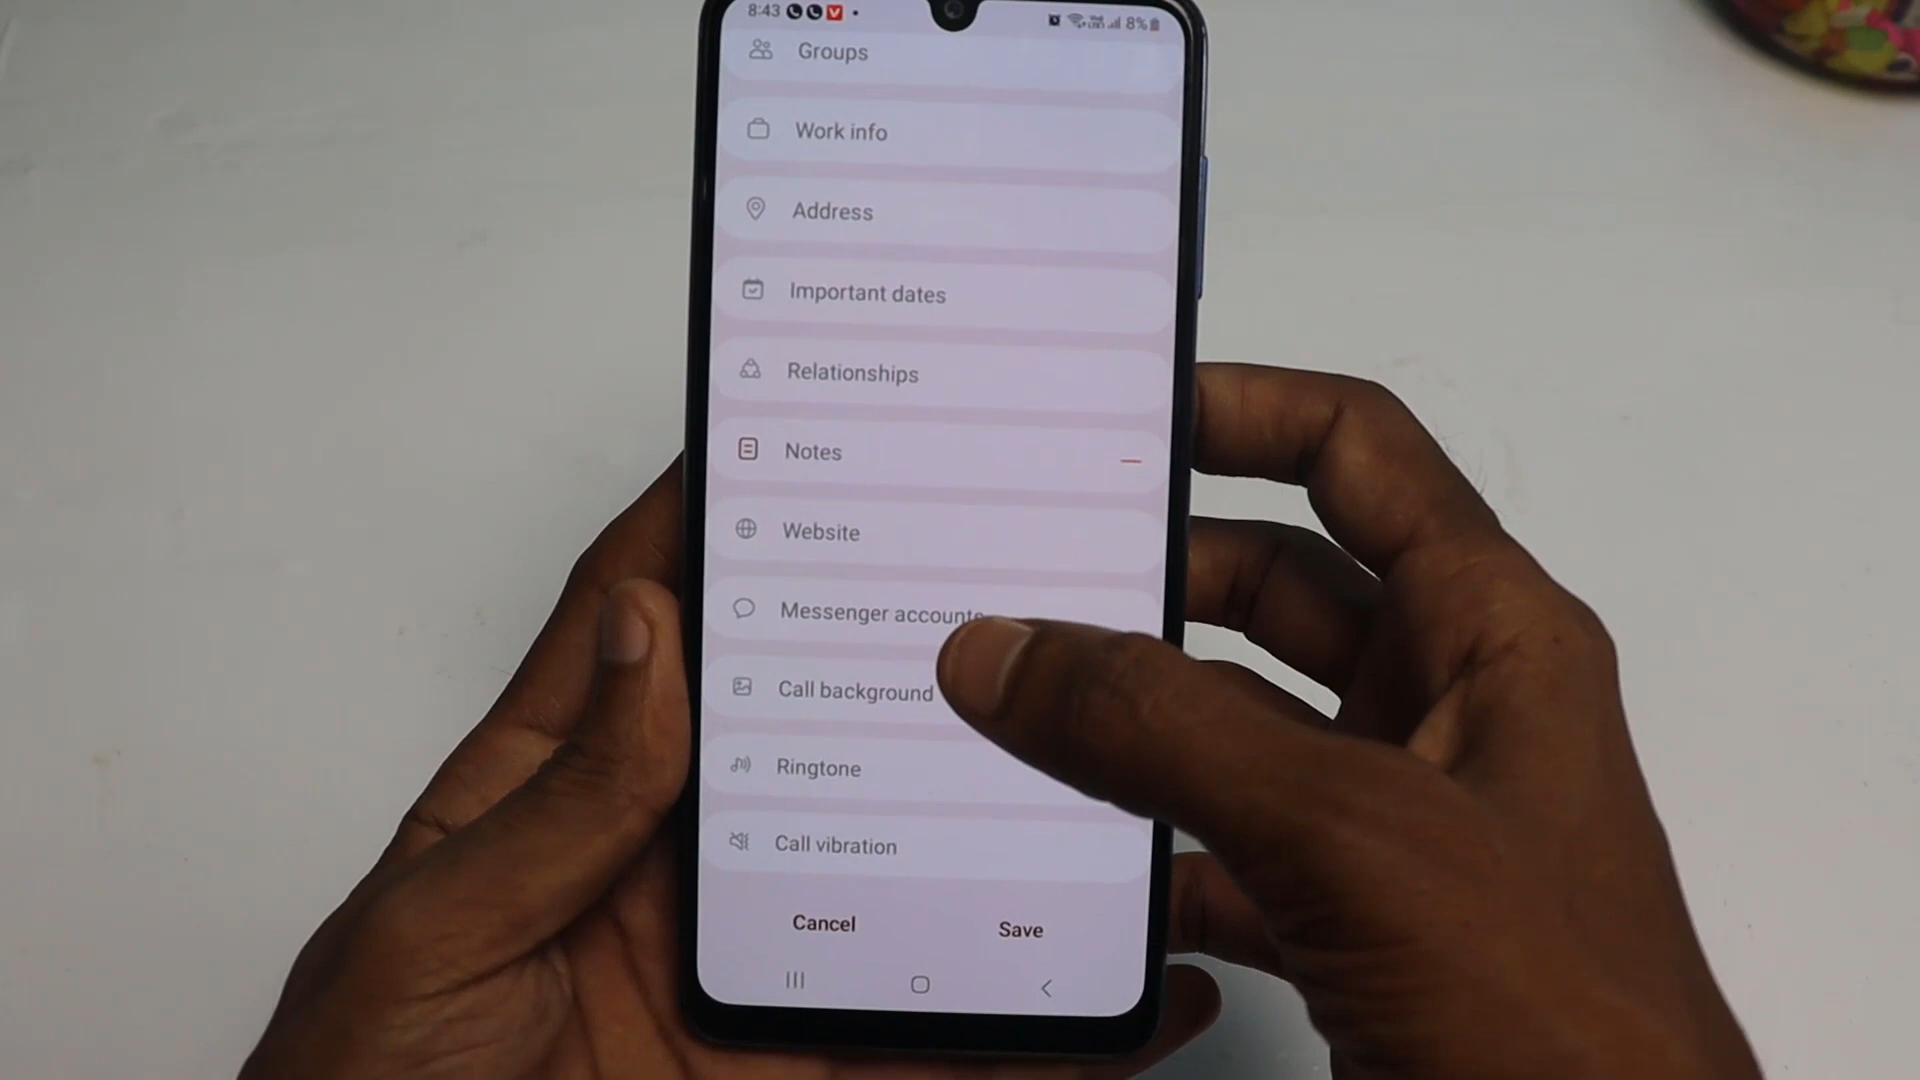 8:43 8%
Groups
Work info
Address
Important dates
Relationships
Notes
Website
Messenger accounts
Call background
Ringtone
Call vibration
Cancel Save